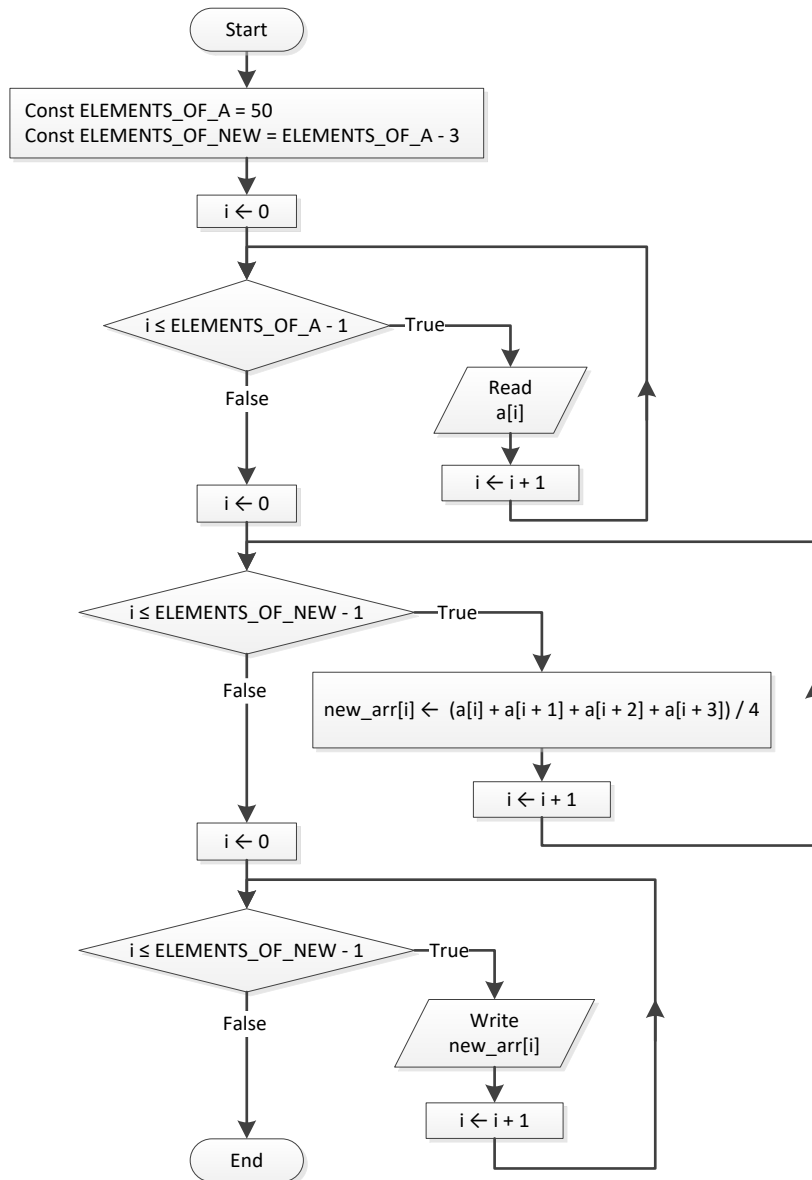 Start
Const ELEMENTS_OF_A = 50
Const ELEMENTS_OF_NEW = ELEMENTS_OF_A - 3
i ← 0
i ≤ ELEMENTS_OF_A - 1
True
Read
a[i]
False
i ← i + 1
i ← 0
i ≤ ELEMENTS_OF_NEW - 1
True
False
new_arr[i] ← (a[i] + a[i + 1] + a[i + 2] + a[i + 3]) / 4
i ← i + 1
i ← 0
i ≤ ELEMENTS_OF_NEW - 1
True
Write
new_arr[i]
False
i ← i + 1
End